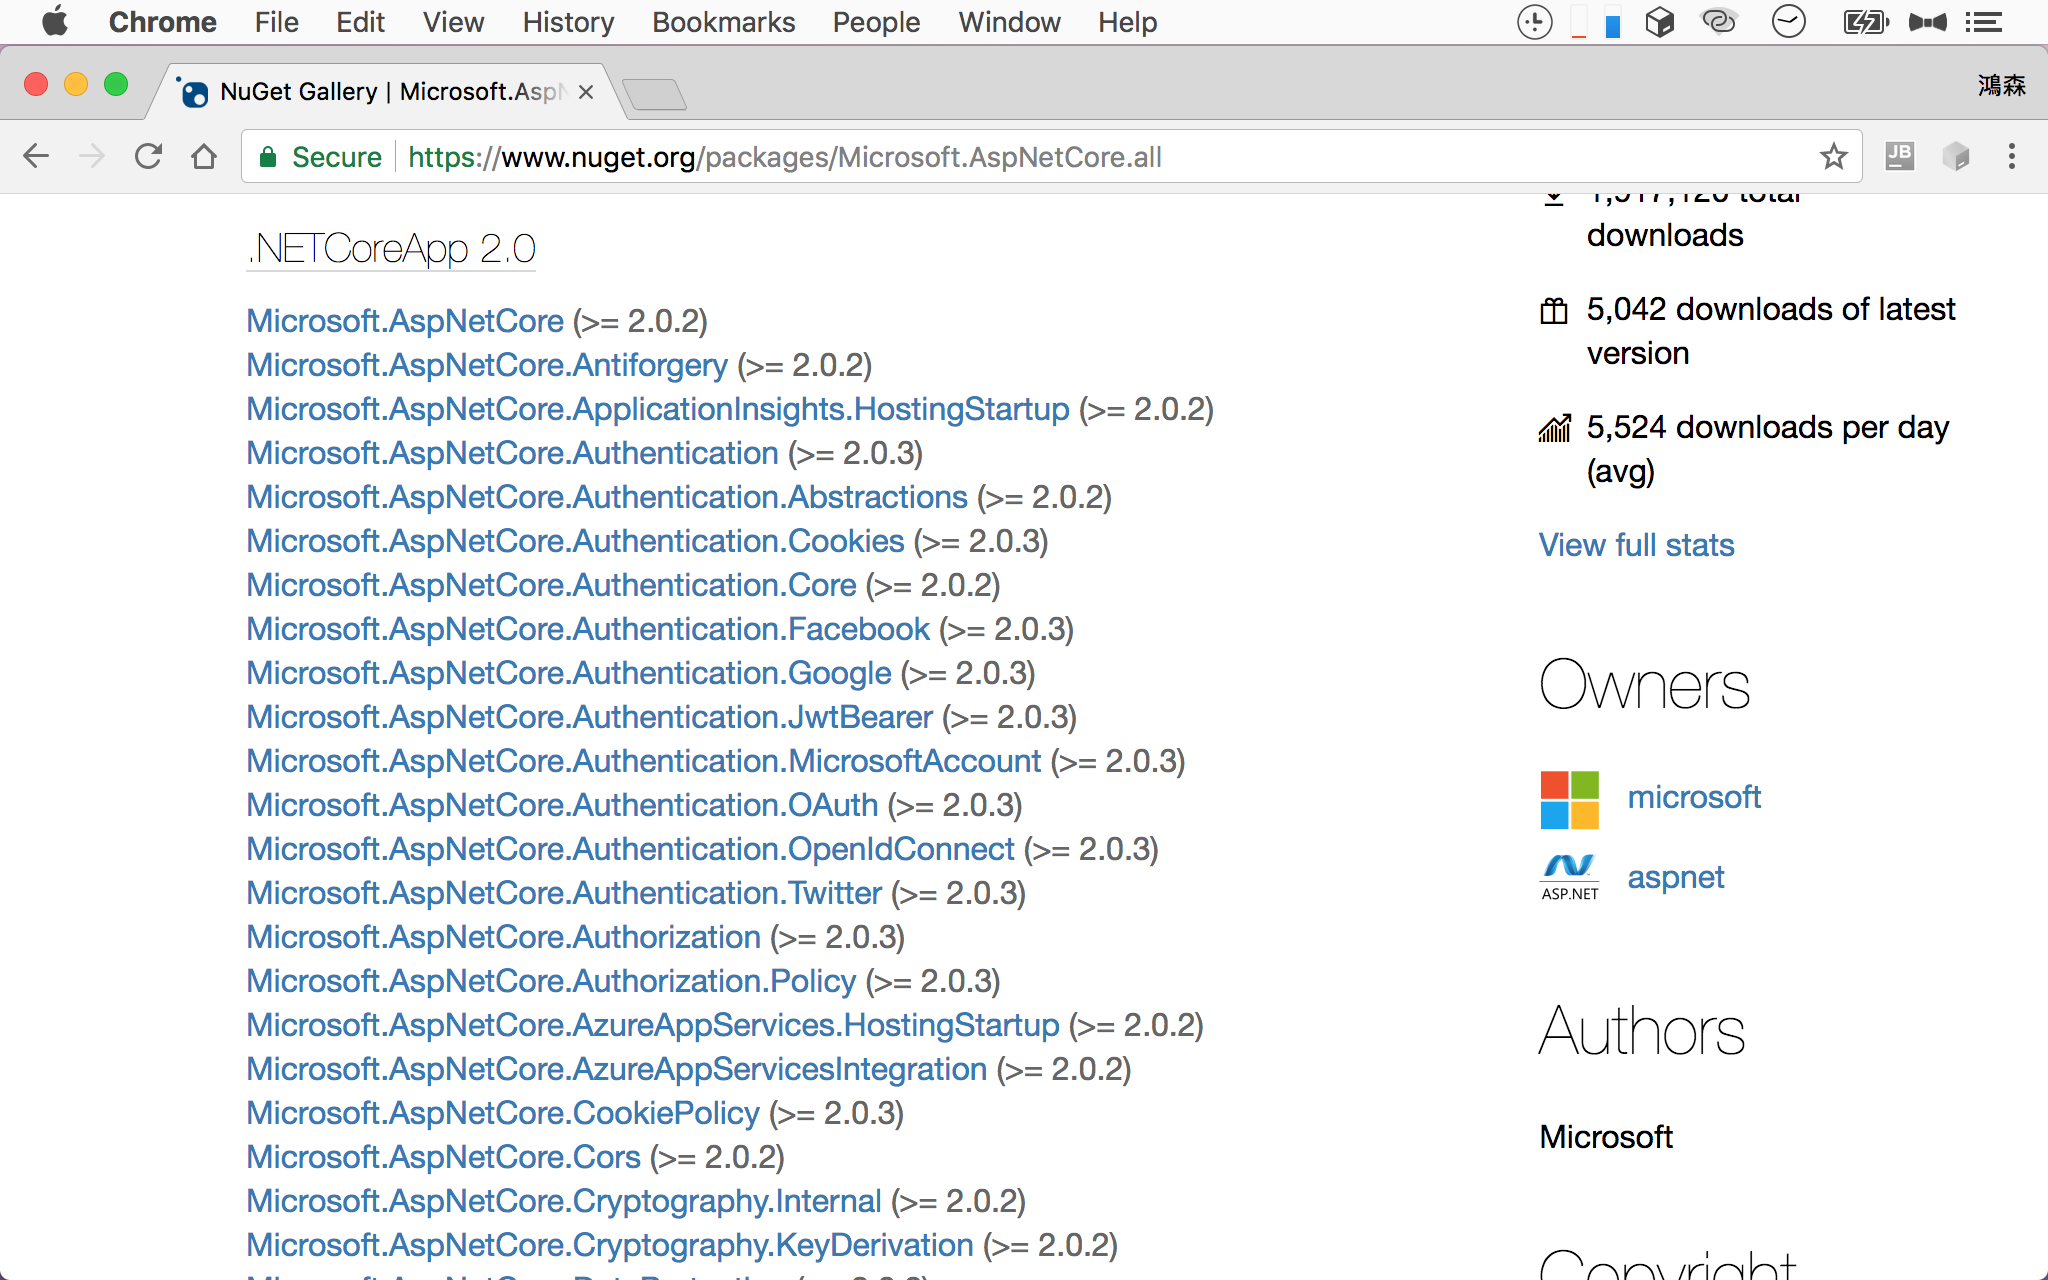 Chrome File Edit View History Bookmarks People Window Help
NuGet Gallery | Microsoft.Asp
鴻森
Secure https://www.nuget.org/packages/Microsoft.AspNetCore.all
JB
.NETCoreApp 2.0
Microsoft.AspNetCore (>= 2.0.2)
Microsoft.AspNetCore.Antiforgery (>= 2.0.2)
Microsoft.AspNetCore.ApplicationInsights.HostingStartup (>= 2.0.2)
Microsoft.AspNetCore.Authentication (>= 2.0.3)
Microsoft.AspNetCore.Authentication.Abstractions (>= 2.0.2)
Microsoft.AspNetCore.Authentication.Cookies (>= 2.0.3)
Microsoft.AspNetCore.Authentication.Core (>= 2.0.2)
Microsoft.AspNetCore.Authentication.Facebook (>= 2.0.3)
Microsoft.AspNetCore.Authentication.Google (>= 2.0.3)
Microsoft.AspNetCore.Authentication.JwtBearer (>= 2.0.3)
Microsoft.AspNetCore.Authentication.MicrosoftAccount (>= 2.0.3)
Microsoft.AspNetCore.Authentication.OAuth (>= 2.0.3)
Microsoft.AspNetCore.Authentication.OpenIdConnect (>= 2.0.3)
Microsoft.AspNetCore.Authentication.Twitter (>= 2.0.3)
Microsoft.AspNetCore.Authorization (>= 2.0.3)
Microsoft.AspNetCore.Authorization.Policy (>= 2.0.3)
Microsoft.AspNetCore.AzureAppServices.HostingStartup (>= 2.0.2)
Microsoft.AspNetCore.AzureAppServicesIntegration (>= 2.0.2)
Microsoft.AspNetCore.CookiePolicy (>= 2.0.3)
Microsoft.AspNetCore.Cors (>= 2.0.2)
Microsoft.AspNetCore.Cryptography.Internal (>= 2.0.2)
Microsoft.AspNetCore.Cryptography.KeyDerivation (>= 2.0.2)
total
downloads
5,042 downloads of latest
version
5,524 downloads per day
(avg)
View full stats
Owners
microsoft
ASP.NET
aspnet
Authors
Microsoft
Copyright